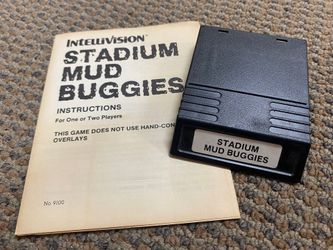 INTELLIVISION
STADIUM
MUD
BUGGIES
INSTRUCTIONS
For One or Two Players
THIS GAME DOES NOT USE HAND-CON
OVERLAYS
No. 9100
STADIUM
MUD BUGGIES